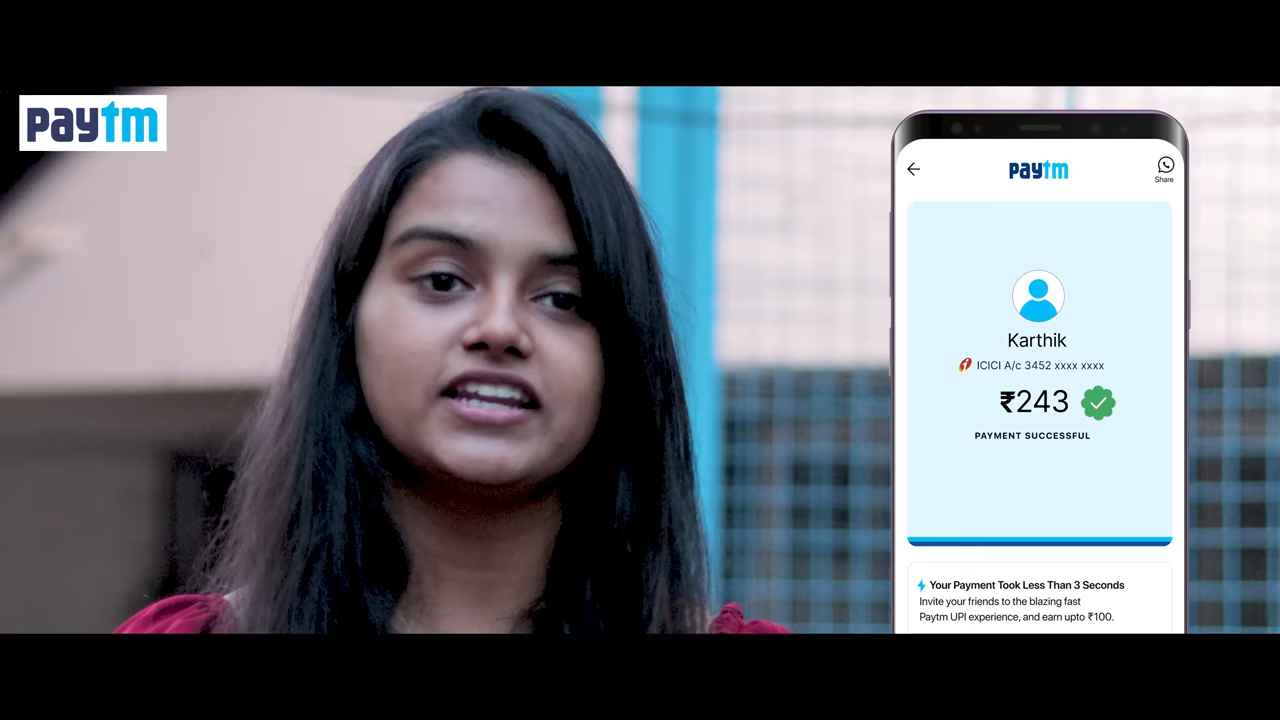 paytm
paytm
Share
Karthik
ICICI A/c 3452 xxxx xxxx
₹243
PAYMENT SUCCESSFUL
Your Payment Took Less Than 3 Seconds
Invite your friends to the blazing fast
Paytm UPI experience, and earn upto ₹100.